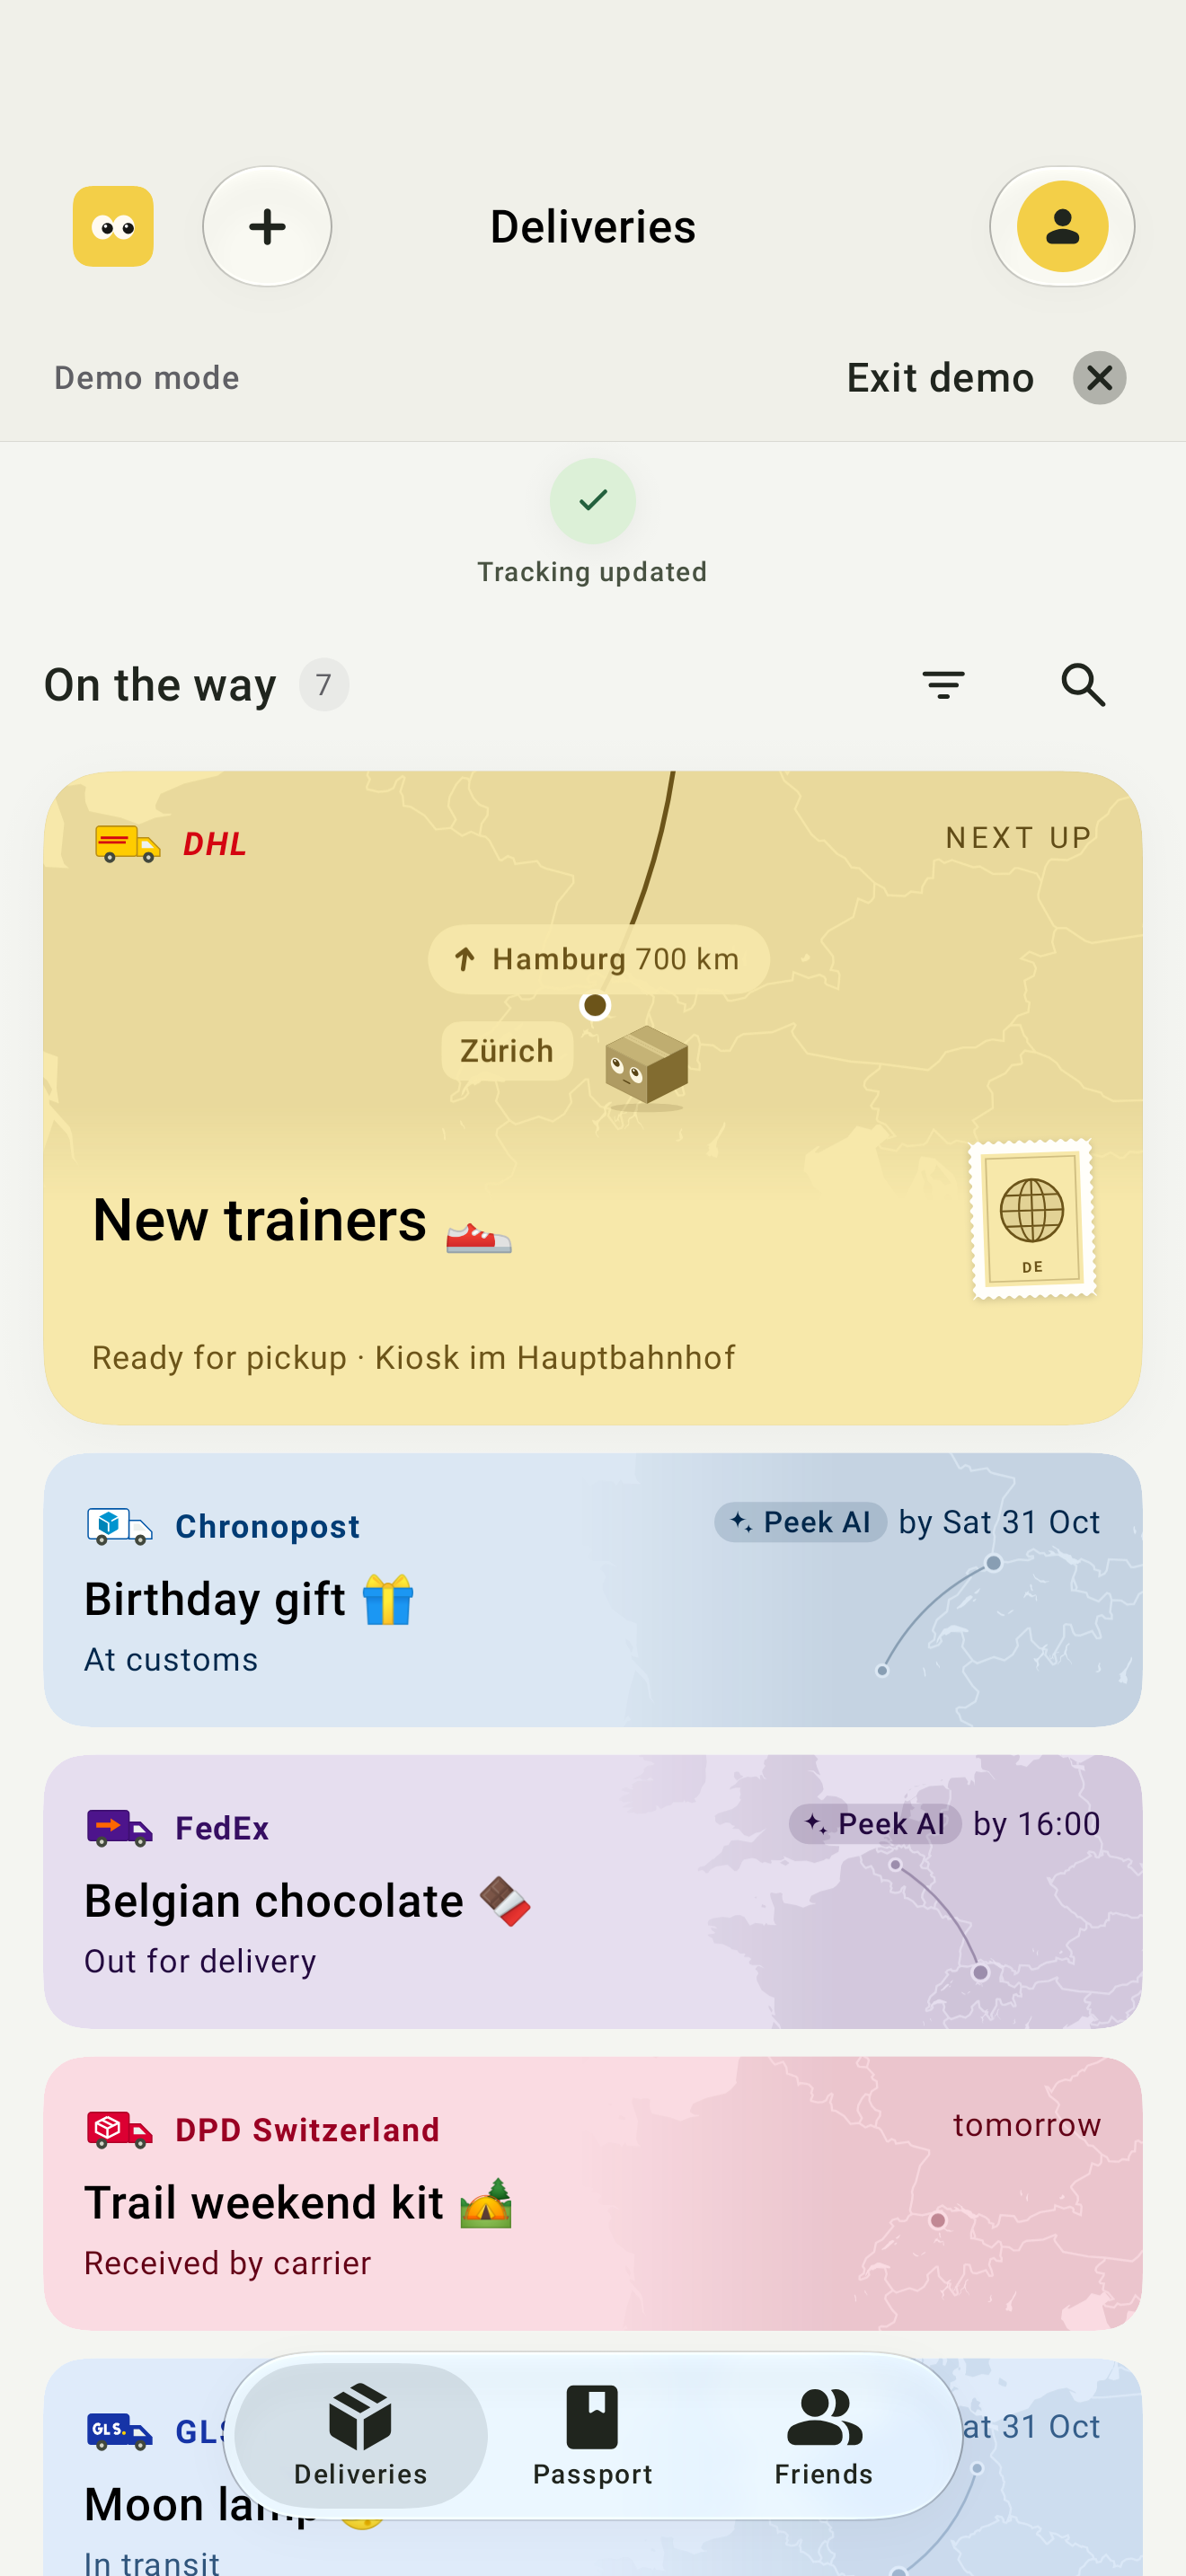 Deliveries
Demo mode
Exit demo
Tracking updated
On the way 7
DHL
NEXT UP
Hamburg 700 km
Zürich
New trainers
DE
Ready for pickup · Kiosk im Hauptbahnhof
Chronopost
Peek AI by Sat 31 Oct
Birthday gift
At customs
FedEx
Peek AI by 16:00
Belgian chocolate
Out for delivery
DPD Switzerland
tomorrow
Trail weekend kit
Received by carrier
GLS.
31 Oct
Moon
In transit
Deliveries
Passport
Friends